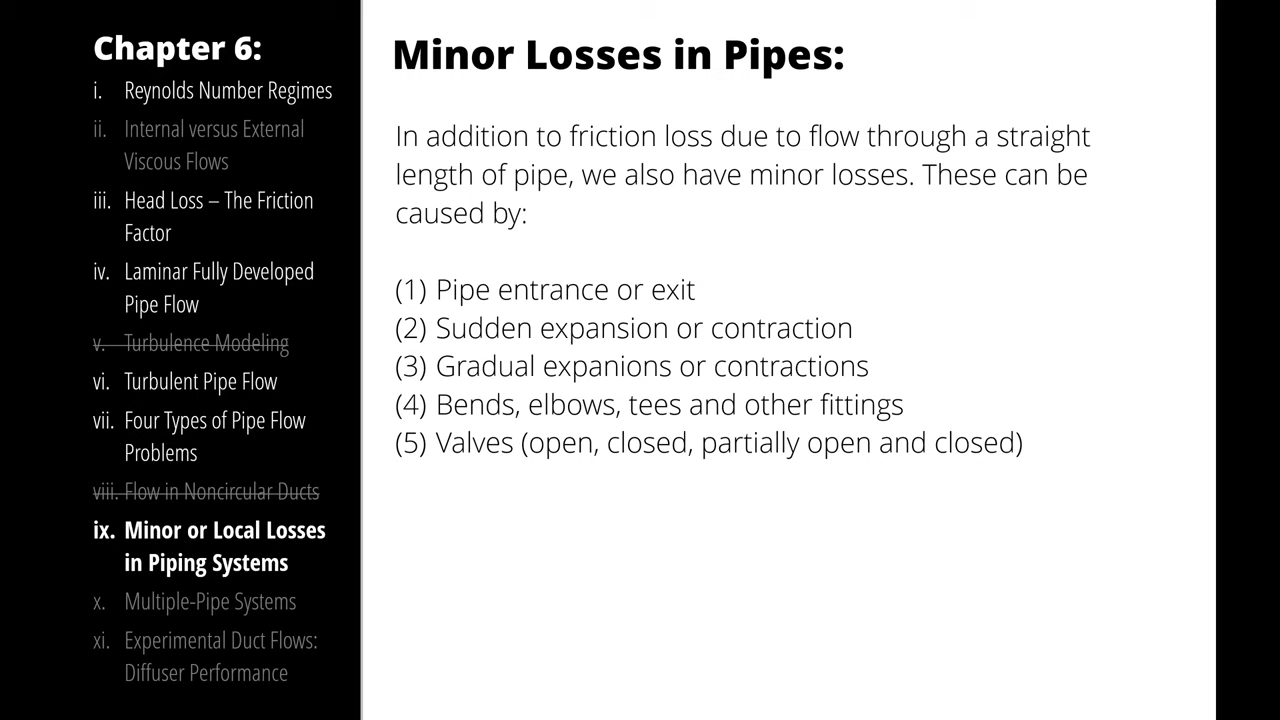 Chapter 6:
i. Reynolds Number Regimes
ii. Internal versus External
Viscous Flows
iii. Head Loss – The Friction
Factor
iv. Laminar Fully Developed
Pipe Flow
v. Turbulence Modeling
vi. Turbulent Pipe Flow
vii. Four Types of Pipe Flow
Problems
viii. Flow in Noncircular Ducts
ix. Minor or Local Losses
in Piping Systems
x. Multiple-Pipe Systems
xi. Experimental Duct Flows:
Diffuser Performance
Minor Losses in Pipes:
In addition to friction loss due to flow through a straight
length of pipe, we also have minor losses. These can be
caused by:
(1) Pipe entrance or exit
(2) Sudden expansion or contraction
(3) Gradual expanions or contractions
(4) Bends, elbows, tees and other fittings
(5) Valves (open, closed, partially open and closed)